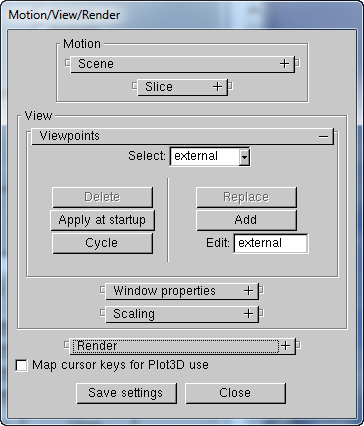 Motion/View/Render
Motion
Scene +
Slice +
View
Viewpoints –
Select: external
Delete Replace
Apply at startup Add
Cycle Edit: external
Window properties +
Scaling +
Render +
Map cursor keys for Plot3D use
Save settings Close